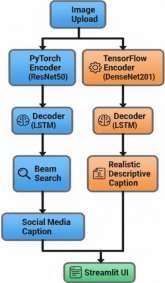 Image
Upload
PyTorch
Encoder
(ResNet50)
TensorFlow
Encoder
(DenseNet201)
Decoder
(LSTM)
Decoder
(LSTM)
Beam
Search
Realistic
Descriptive
Caption
Social Media
Caption
Streamlit UI